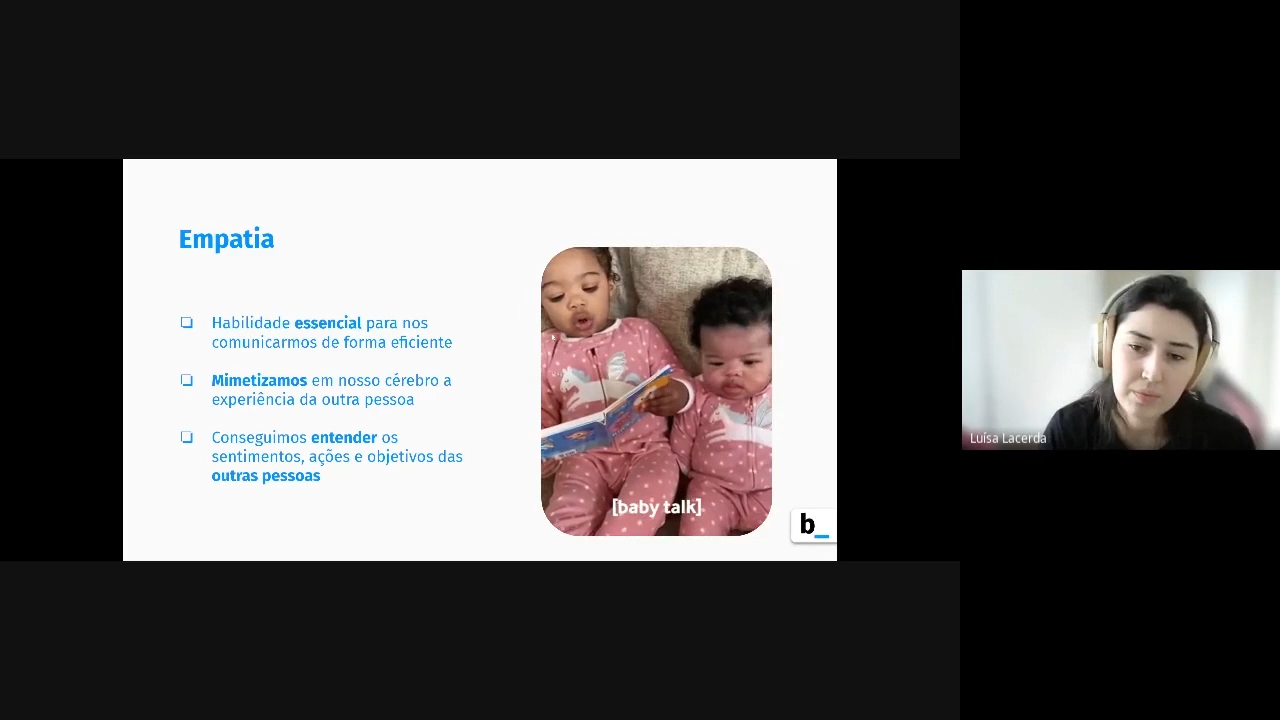 Empatia
Habilidade essencial para nos
comunicarmos de forma eficiente
Mimetizamos em nosso cérebro a
experiência da outra pessoa
Conseguimos entender os
sentimentos, ações e objetivos das
outras pessoas
[baby talk]
b_
Luísa Lacerda